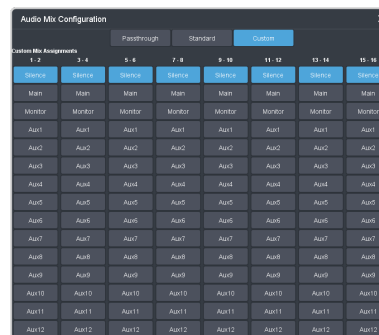 Audio Mix Configuration
Passthrough Standard Custom
Custom Mix Assignments
1 - 2 3 - 4 5 - 6 7 - 8 9 - 10 11 - 12 13 - 14 15 - 16
Silence Silence Silence Silence Silence Silence Silence Silence
Main Main Main Main Main Main Main Main
Monitor Monitor Monitor Monitor Monitor Monitor Monitor Monitor
Aux1 Aux1 Aux1 Aux1 Aux1 Aux1 Aux1 Aux1
Aux2 Aux2 Aux2 Aux2 Aux2 Aux2 Aux2 Aux2
Aux3 Aux3 Aux3 Aux3 Aux3 Aux3 Aux3 Aux3
Aux4 Aux4 Aux4 Aux4 Aux4 Aux4 Aux4 Aux4
Aux5 Aux5 Aux5 Aux5 Aux5 Aux5 Aux5 Aux5
Aux6 Aux6 Aux6 Aux6 Aux6 Aux6 Aux6 Aux6
Aux7 Aux7 Aux7 Aux7 Aux7 Aux7 Aux7 Aux7
Aux8 Aux8 Aux8 Aux8 Aux8 Aux8 Aux8 Aux8
Aux9 Aux9 Aux9 Aux9 Aux9 Aux9 Aux9 Aux9
Aux10 Aux10 Aux10 Aux10 Aux10 Aux10 Aux10 Aux10
Aux11 Aux11 Aux11 Aux11 Aux11 Aux11 Aux11 Aux11
Aux12 Aux12 Aux12 Aux12 Aux12 Aux12 Aux12 Aux12